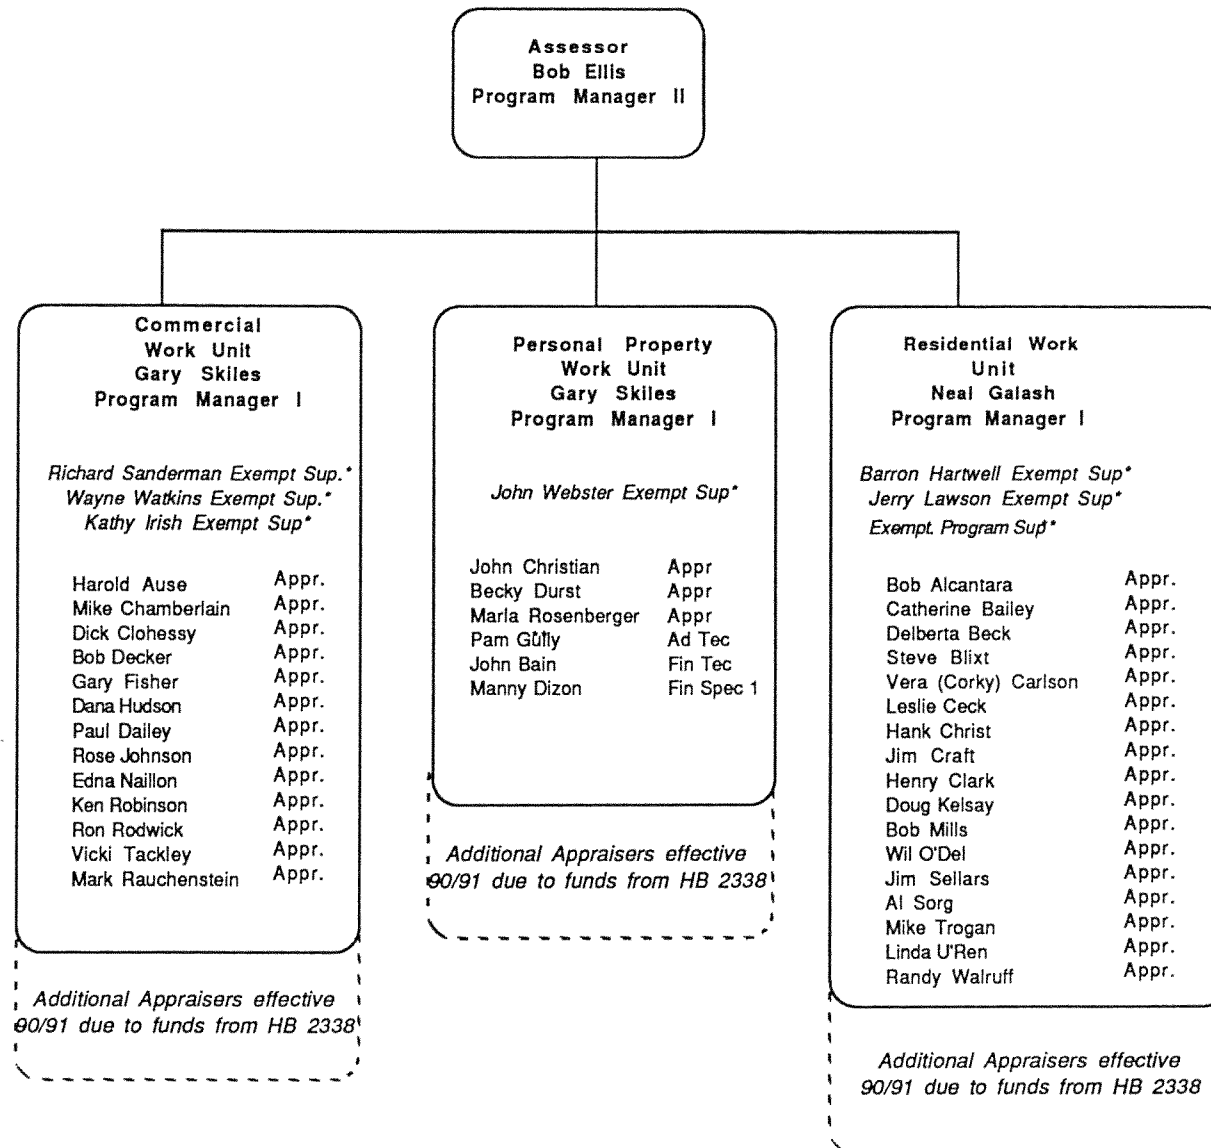 Assessor
Bob Ellis
Program Manager II
Commercial
Work Unit
Gary Skiles
Program Manager I
Richard Sanderman Exempt Sup.*
Wayne Watkins Exempt Sup.*
Kathy Irish Exempt Sup*
Harold Ause Appr.
Mike Chamberlain Appr.
Dick Clohessy Appr.
Bob Decker Appr.
Gary Fisher Appr.
Dana Hudson Appr.
Paul Dailey Appr.
Rose Johnson Appr.
Edna Naillon Appr.
Ken Robinson Appr.
Ron Rodwick Appr.
Vicki Tackley Appr.
Mark Rauchenstein Appr.
Additional Appraisers effective
90/91 due to funds from HB 2338
Personal Property
Work Unit
Gary Skiles
Program Manager I
John Webster Exempt Sup*
John Christian Appr
Becky Durst Appr
Marla Rosenberger Appr
Pam Ad Tec
John Bain Fin Tec
Manny Dizon Fin Spec 1
Additional Appraisers effective
90/91 due to funds from HB 2338
Residential Work
Unit
Neal Galash
Program Manager I
Barron Hartwell Exempt Sup*
Jerry Lawson Exempt Sup*
Exempt. Program Sup*
Bob Alcantara Appr.
Catherine Bailey Appr.
Delberta Beck Appr.
Steve Blixt Appr.
Vera (Corky) Carlson Appr.
Leslie Ceck Appr.
Hank Christ Appr.
Jim Craft Appr.
Henry Clark Appr.
Doug Kelsay Appr.
Bob Mills Appr.
Wil O'Del Appr.
Jim Sellars Appr.
Al Sorg Appr.
Mike Trogan Appr.
Linda U'Ren Appr.
Randy Walruff Appr.
Additional Appraisers effective
90/91 due to funds from HB 2338